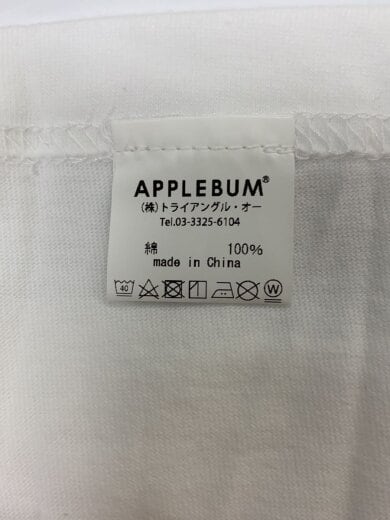 APPLEBUM®
(株)トライアングル・オー
Tel.03-3325-6104
綿 100%
made in China
40 W